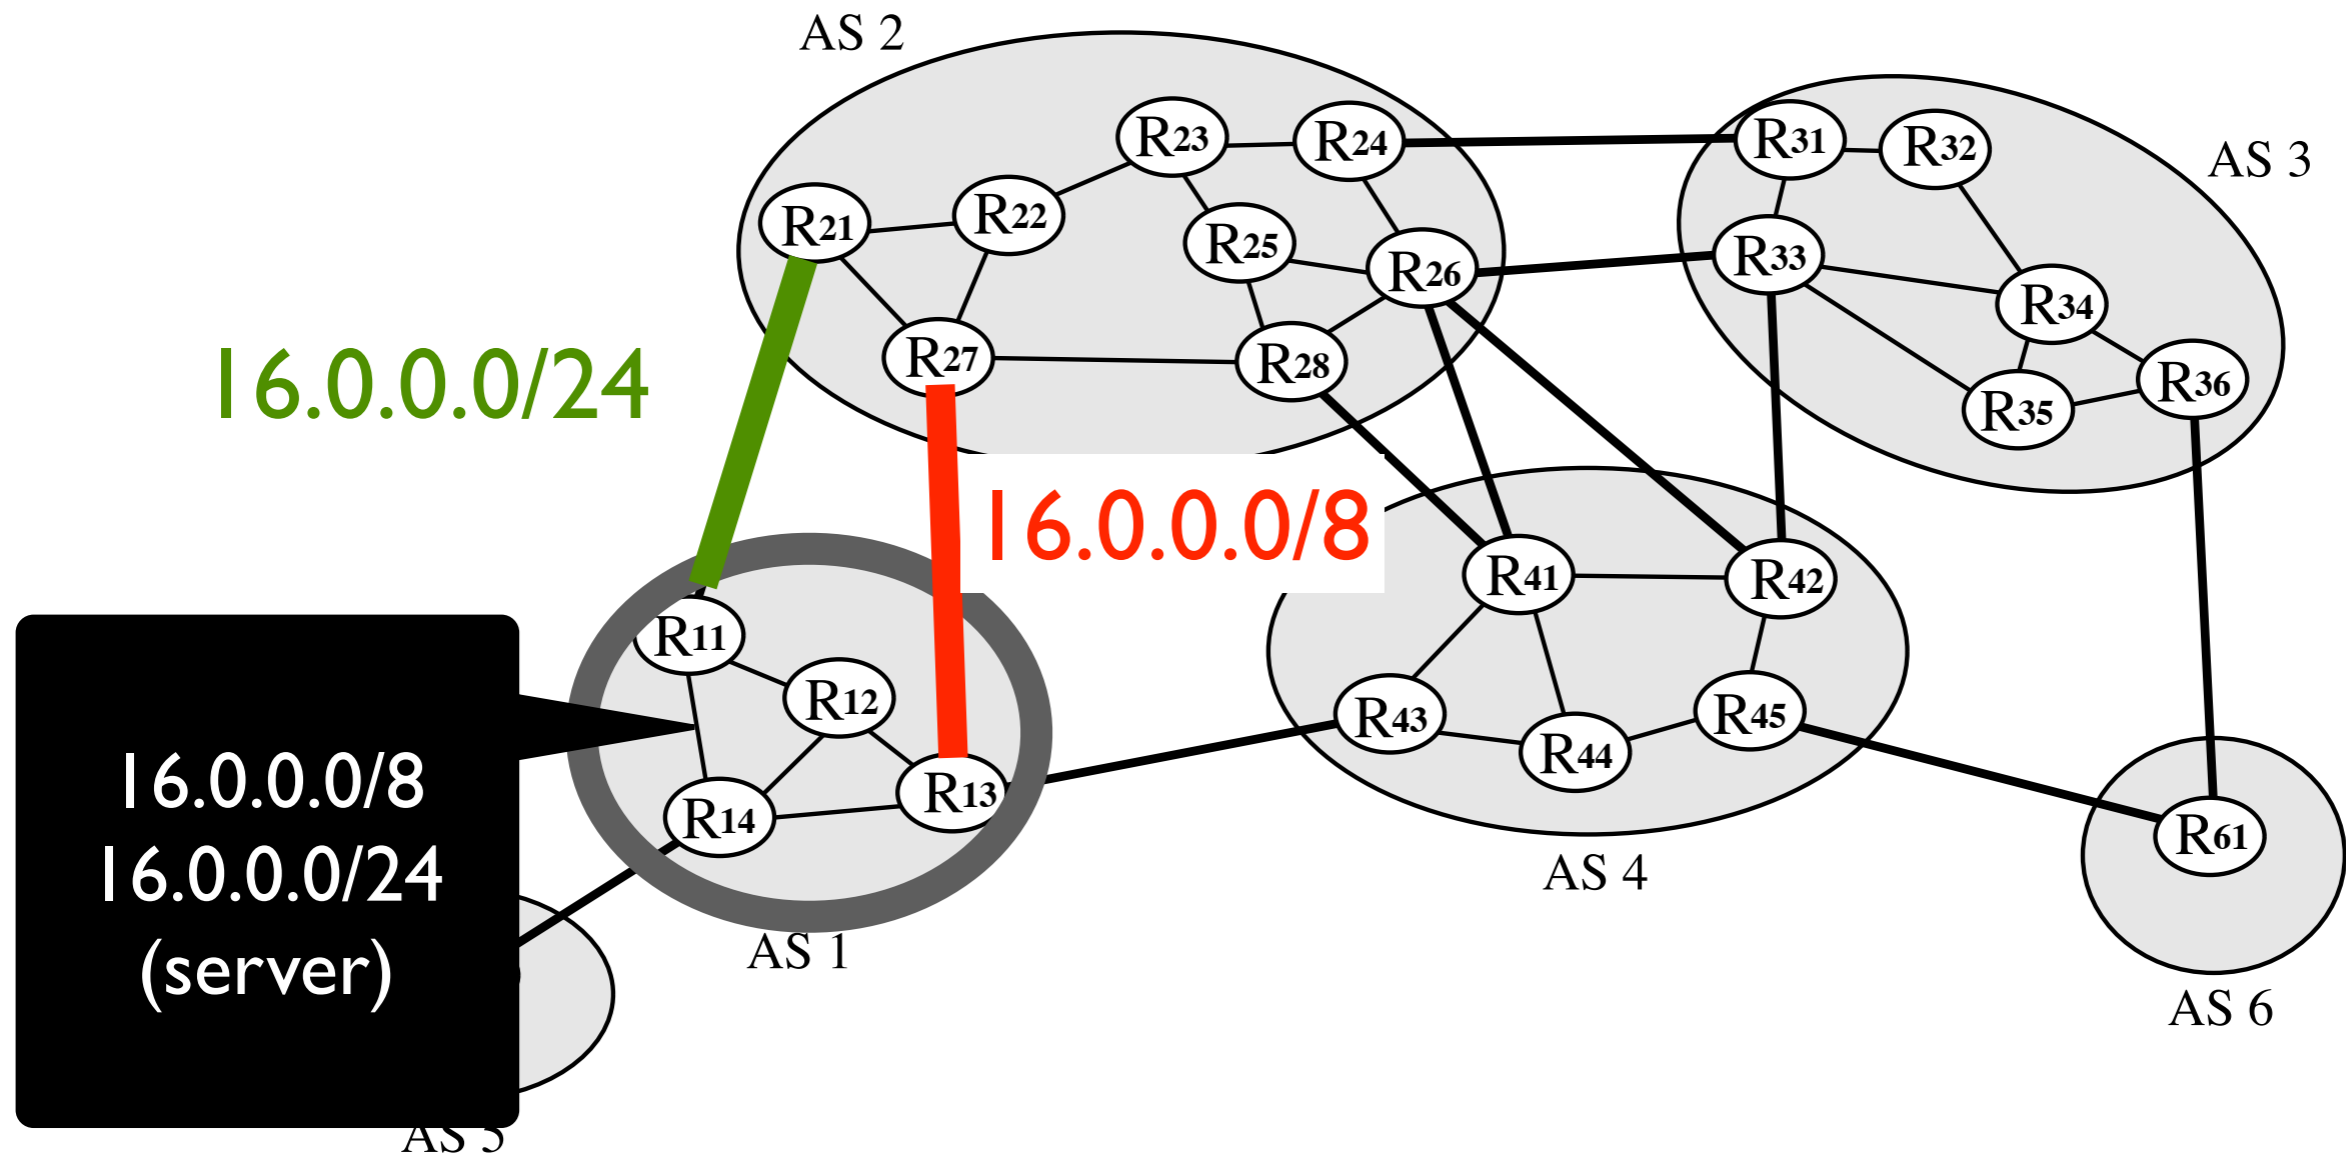 AS 2
R23
R24
R31
R32
AS 3
R21
R22
R25
R26
R33
R34
16.0.0.0/24
R27
R28
R36
R35
16.0.0.0/8
R41
R42
R11
R12
R43
R45
R44
16.0.0.0/8
16.0.0.0/24
(server)
R13
R14
R61
AS 4
AS 1
AS 6
AS 5